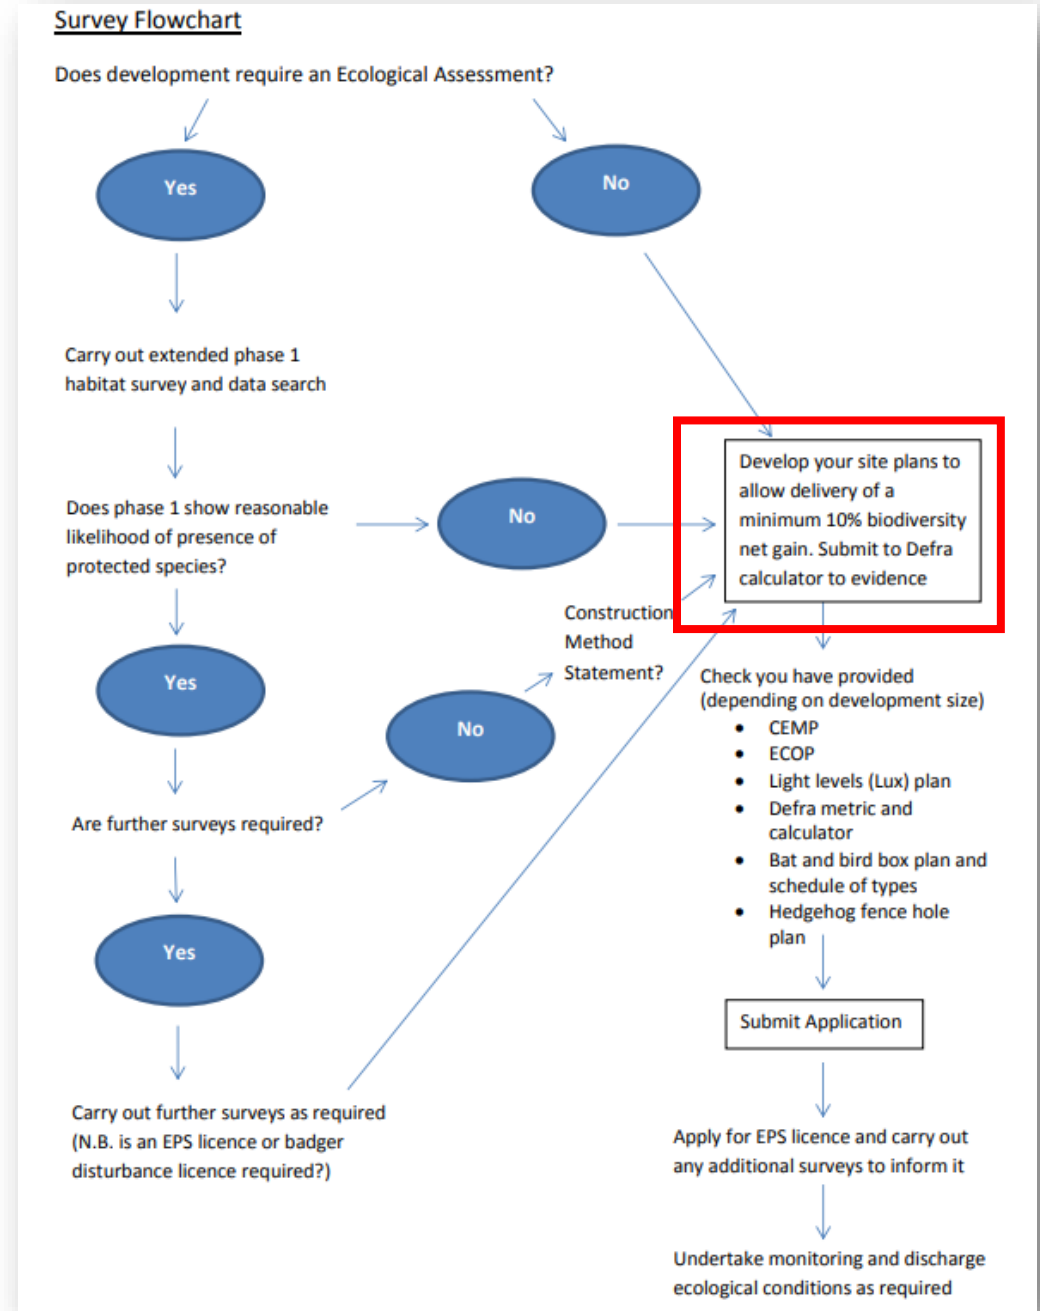 Survey Flowchart
Does development require an Ecological Assessment?
Yes
No
Carry out extended phase 1
habitat survey and data search
Does phase 1 show reasonable
likelihood of presence of
protected species?
No
Develop your site plans to
allow delivery of a
minimum 10% biodiversity
net gain. Submit to Defra
calculator to evidence
Construction
Method
Statement?
Yes
No
Are further surveys required?
Check you have provided
(depending on development size)
• CEMP
• ECOP
• Light levels (Lux) plan
• Defra metric and
calculator
• Bat and bird box plan and
schedule of types
• Hedgehog fence hole
plan
Yes
Submit Application
Carry out further surveys as required
(N.B. is an EPS licence or badger
disturbance licence required?)
Apply for EPS licence and carry out
any additional surveys to inform it
Undertake monitoring and discharge
ecological conditions as required